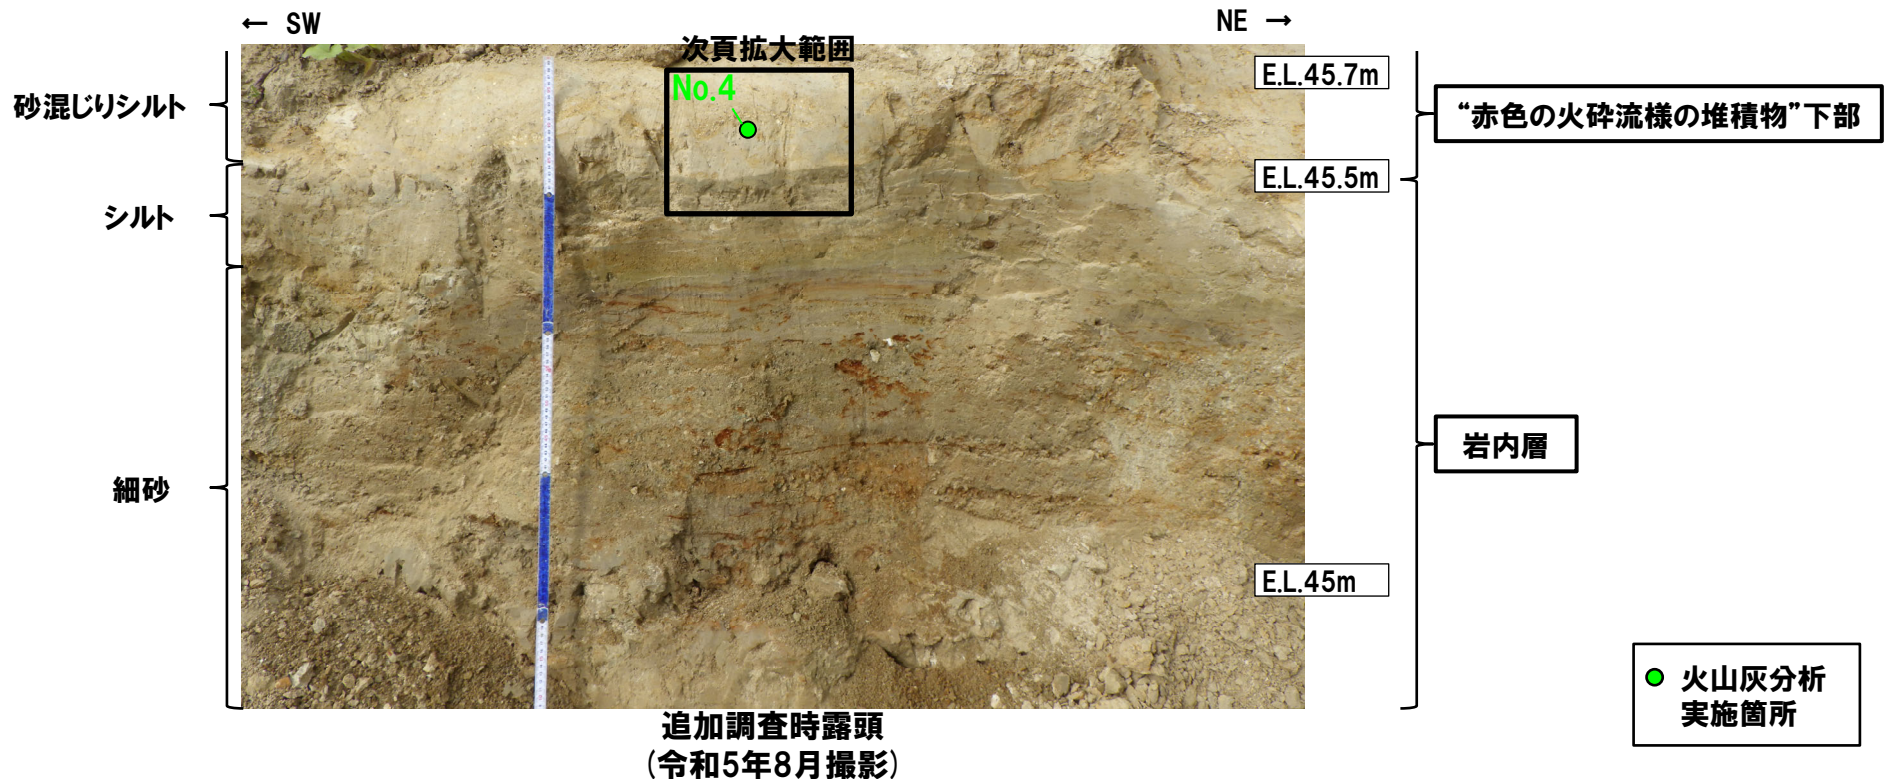 ← SW
NE →
次頁拡大範囲
No.4
E.L.45.7m
砂混じりシルト
“赤色の火砕流様の堆積物”下部
E.L.45.5m
シルト
岩内層
細砂
E.L.45m
火山灰分析
実施箇所
追加調査時露頭
(令和5年8月撮影)